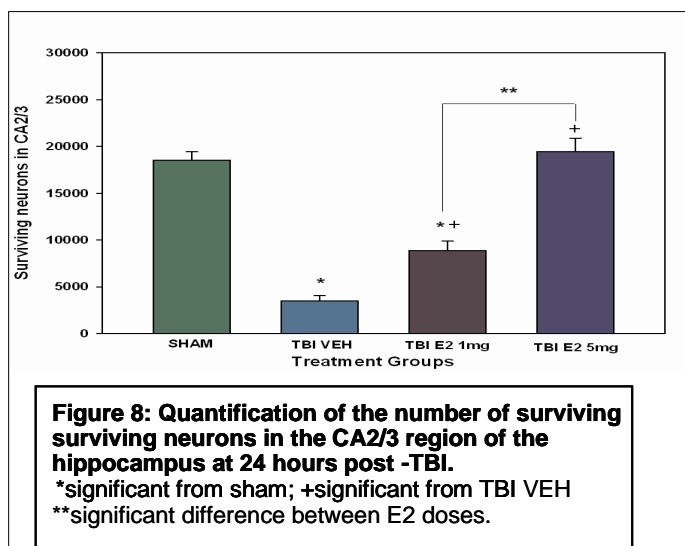 30000
25000
20000
15000
10000
5000
0
Surviving neurons in CA2/3
**
+
* +
*
SHAM TBI VEH TBI E2 1mg TBI E2 5mg
Treatment Groups
Figure 8: Quantification of the number of surviving
surviving neurons in the CA2/3 region of the
hippocampus at 24 hours post -TBI.
*significant from sham; +significant from TBI VEH
**significant difference between E2 doses.